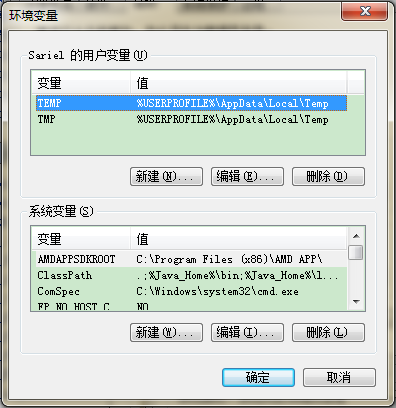 环境变量
Sariel 的用户变量(U)
变量 值
TEMP %USERPROFILE%\AppData\Local\Temp
TMP %USERPROFILE%\AppData\Local\Temp
新建(N)... 编辑(E)... 删除(D)
系统变量(S)
变量 值
AMDAPPSDKROOT C:\Program Files (x86)\AMD APP\
ClassPath .;%Java_Home%\bin;%Java_Home%\l...
ComSpec C:\Windows\system32\cmd.exe
FP_NO_HOST_C... NO
新建(W)... 编辑(I)... 删除(L)
确定 取消